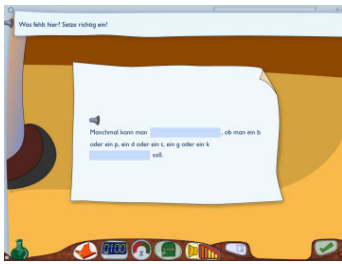 Was fehlt hier? Setze richtig ein!
Manchmal kann man , ob man ein b
oder ein p, ein d oder ein t, ein g oder ein k
soll.